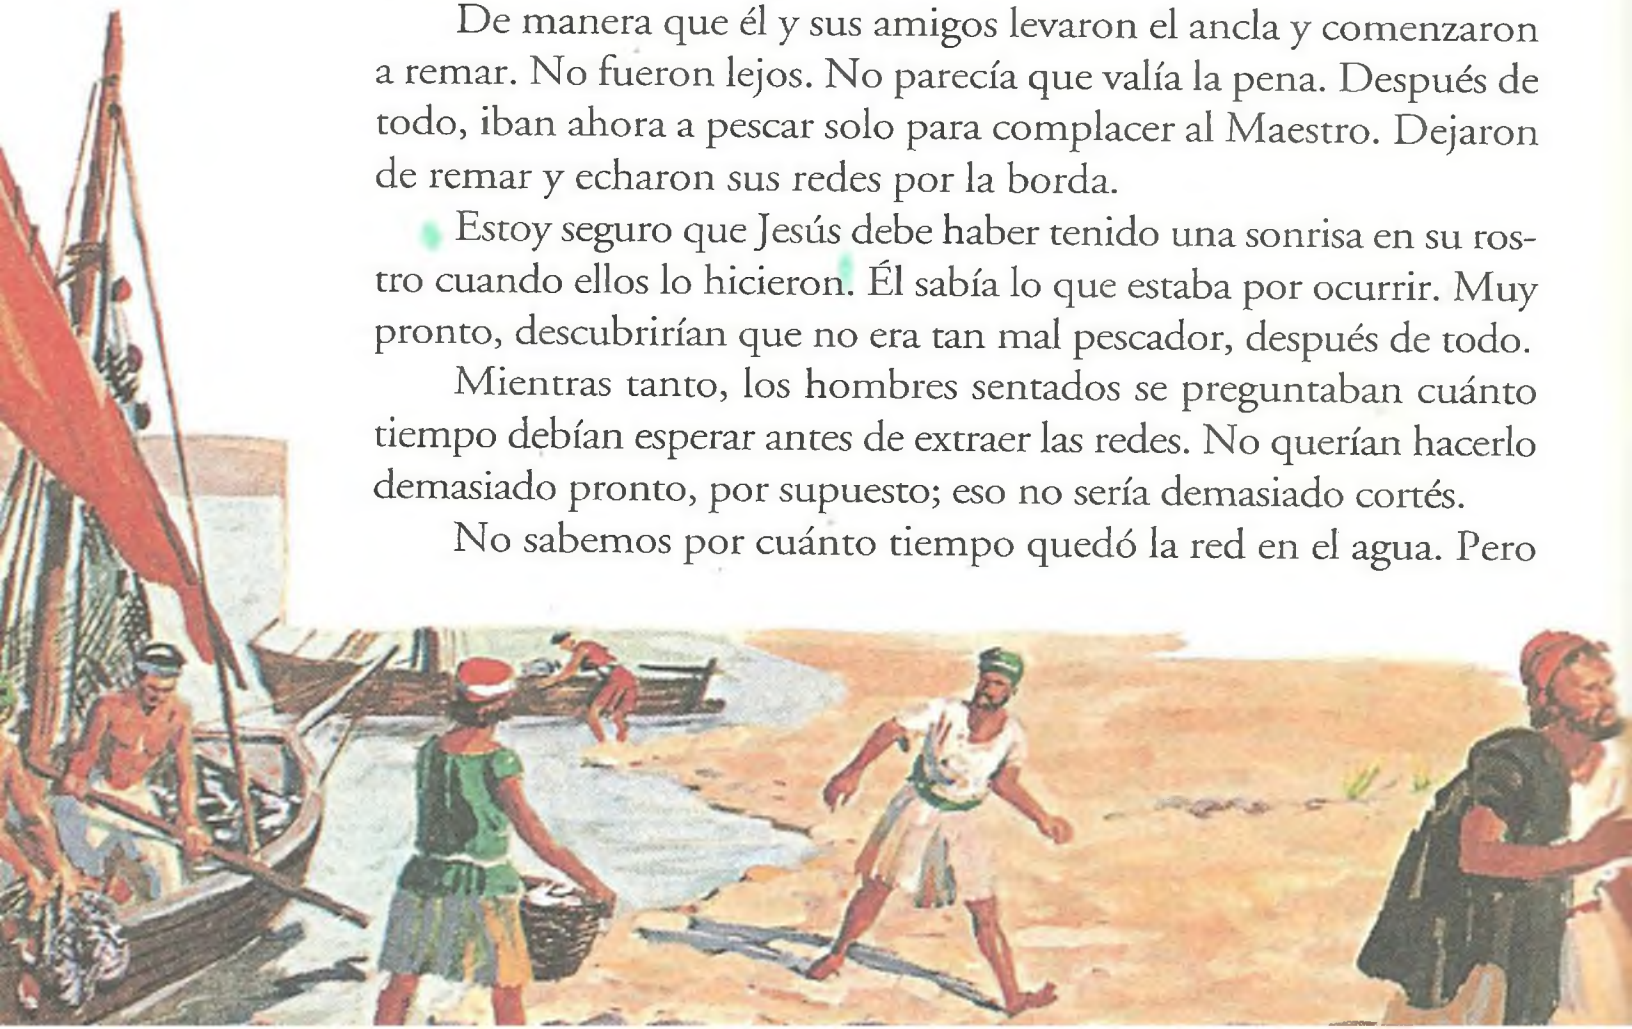 De manera que él y sus amigos levaron el ancla y comenzaron
a remar. No fueron lejos. No parecía que valía la pena. Después de
todo, iban ahora a pescar solo para complacer al Maestro. Dejaron
de remar y echaron sus redes por la borda.
Estoy seguro que Jesús debe haber tenido una sonrisa en su ros-
tro cuando ellos lo hicieron. Él sabía lo que estaba por ocurrir. Muy
pronto, descubrirían que no era tan mal pescador, después de todo.
Mientras tanto, los hombres sentados se preguntaban cuánto
tiempo debían esperar antes de extraer las redes. No querían hacerlo
demasiado pronto, por supuesto; eso no sería demasiado cortés.
No sabemos por cuánto tiempo quedó la red en el agua. Pero